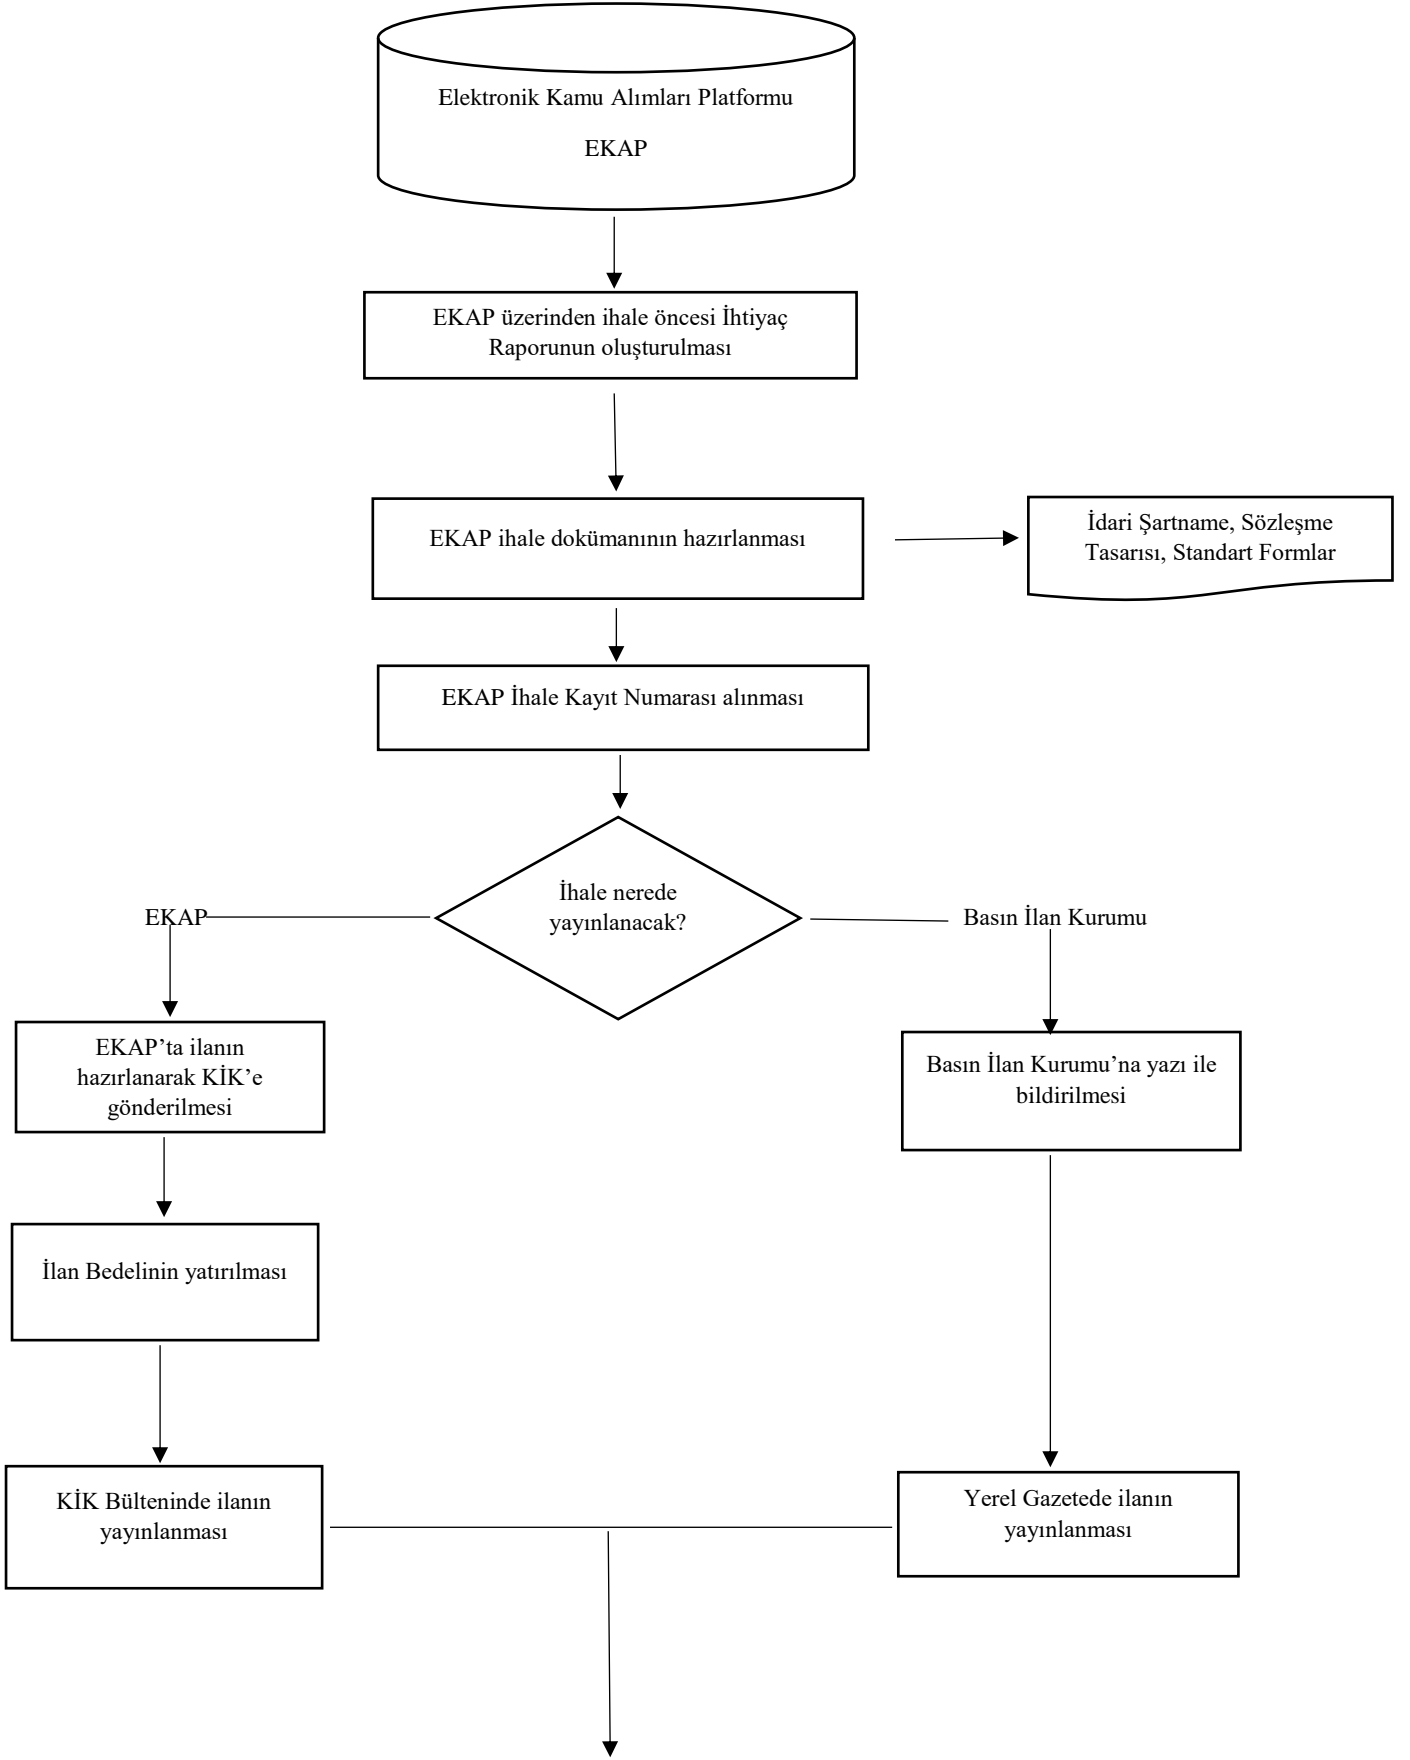 Elektronik Kamu Alımları Platformu
EKAP
EKAP üzerinden ihale öncesi İhtiyaç
Raporunun oluşturulması
EKAP ihale dokümanının hazırlanması
İdari Şartname, Sözleşme
Tasarısı, Standart Formlar
EKAP İhale Kayıt Numarası alınması
İhale nerede
yayınlanacak?
EKAP
Basın İlan Kurumu
EKAP’ta ilanın
hazırlanarak KİK’e
gönderilmesi
Basın İlan Kurumu’na yazı ile
bildirilmesi
İlan Bedelinin yatırılması
KİK Bülteninde ilanın
yayınlanması
Yerel Gazetede ilanın
yayınlanması